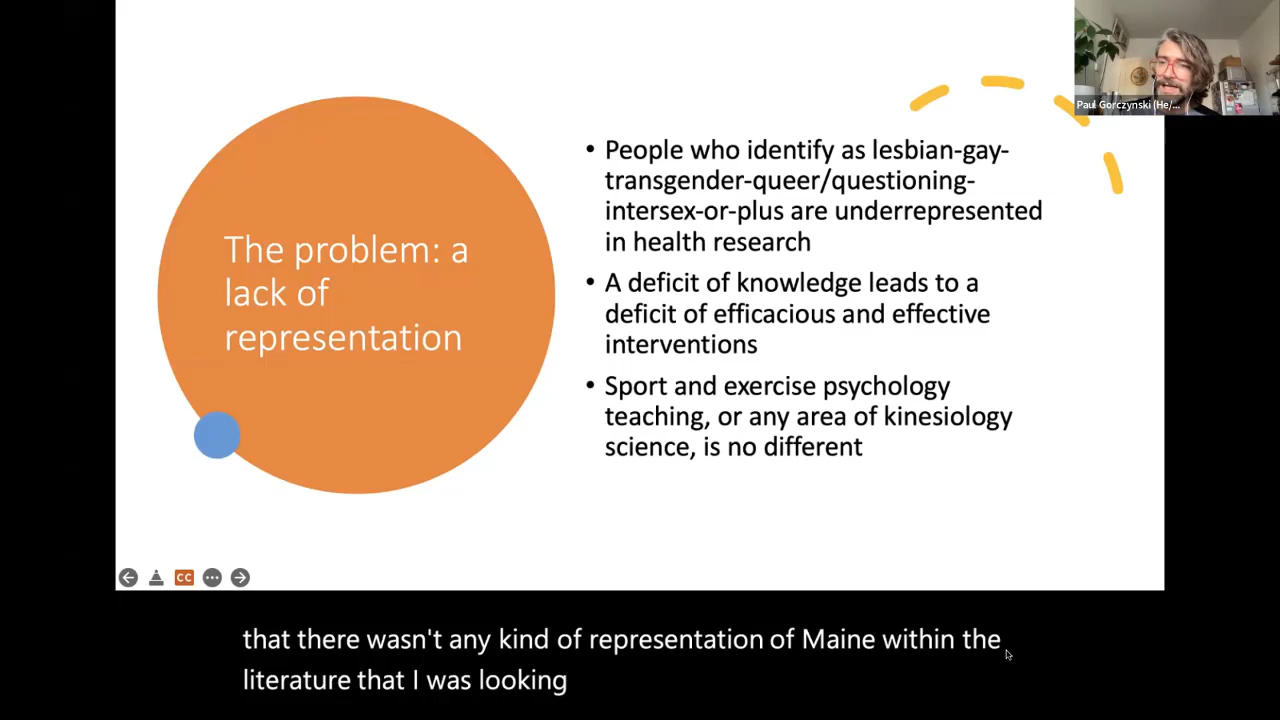 Paul Gorczynski (He/...
The problem: a
lack of
representation
• People who identify as lesbian-gay-
transgender-queer/questioning-
intersex-or-plus are underrepresented
in health research
• A deficit of knowledge leads to a
deficit of efficacious and effective
interventions
• Sport and exercise psychology
teaching, or any area of kinesiology
science, is no different
CC
that there wasn't any kind of representation of Maine within the
literature that I was looking